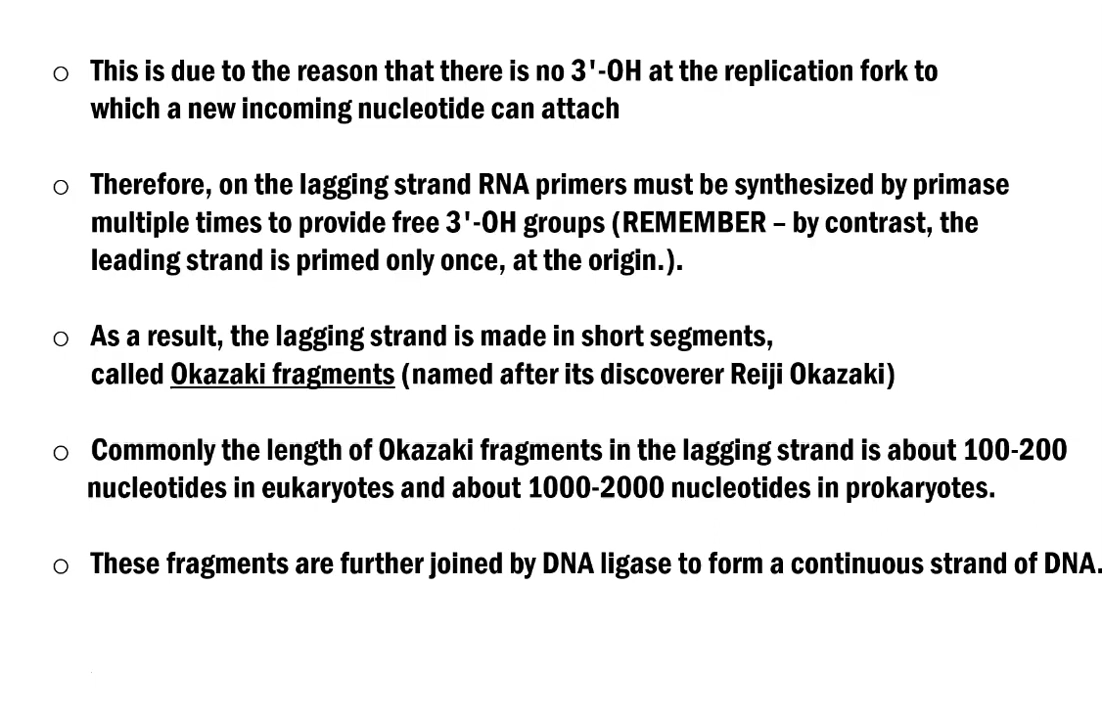 ○ This is due to the reason that there is no 3'-OH at the replication fork to
which a new incoming nucleotide can attach
○ Therefore, on the lagging strand RNA primers must be synthesized by primase
multiple times to provide free 3'-OH groups (REMEMBER – by contrast, the
leading strand is primed only once, at the origin.).
○ As a result, the lagging strand is made in short segments,
called Okazaki fragments (named after its discoverer Reiji Okazaki)
○ Commonly the length of Okazaki fragments in the lagging strand is about 100-200
nucleotides in eukaryotes and about 1000-2000 nucleotides in prokaryotes.
○ These fragments are further joined by DNA ligase to form a continuous strand of DNA.